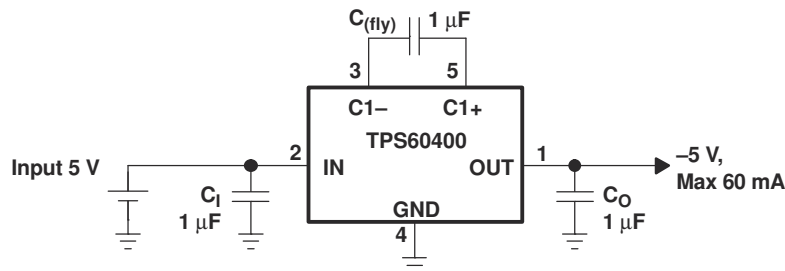 C(fly) 1 µF
3 5
C1– C1+
TPS60400
Input 5 V 2 IN OUT 1 –5 V,
Max 60 mA
CI
1 µF
GND
4
CO
1 µF